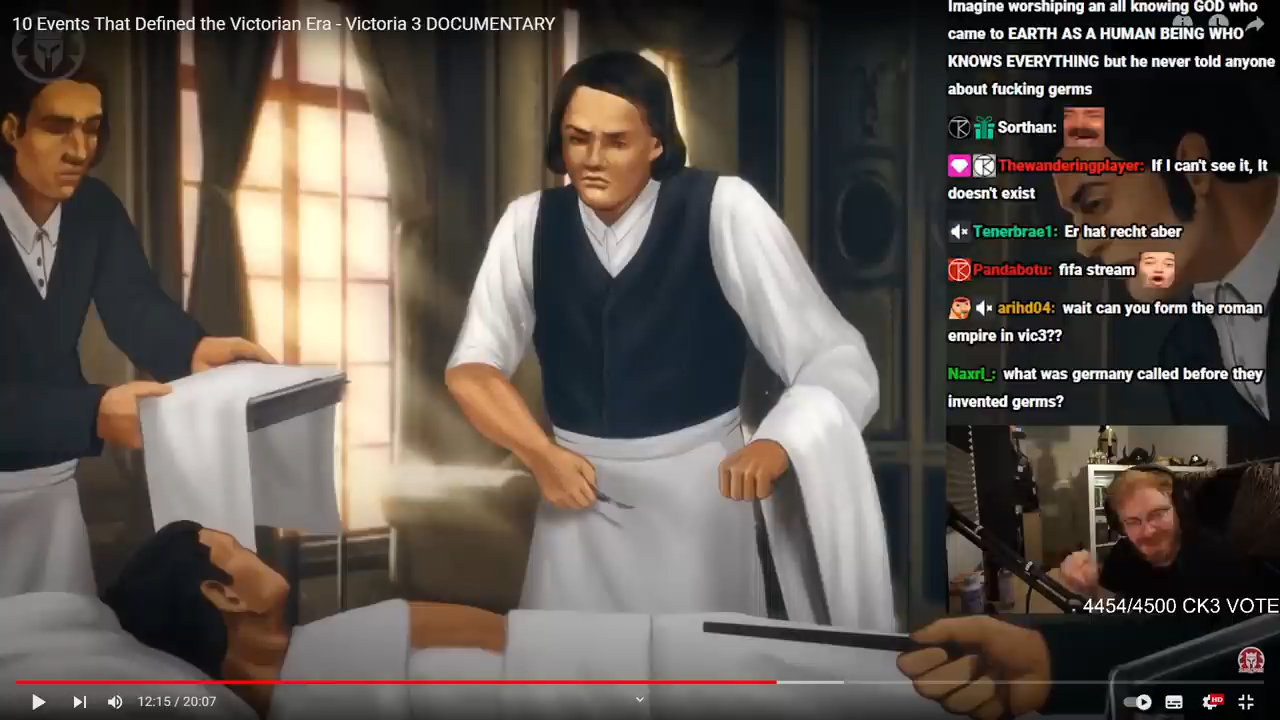 10 Events That Defined the Victorian Era - Victoria 3 DOCUMENTARY
Imagine worshiping an all knowing GOD who
came to EARTH AS A HUMAN BEING WHO
KNOWS EVERYTHING but he never told anyone
about fucking germs
Sorthan:
Thewanderingplayer: If I can't see it, It
doesn't exist
Tenerbrae1: Er hat recht aber
Pandabotu: fifa stream
arihd04: wait can you form the roman
empire in vic3??
Naxrl_: what was germany called before they
invented germs?
4454/4500 CK3 VOTE
12:15 / 20:07
HD